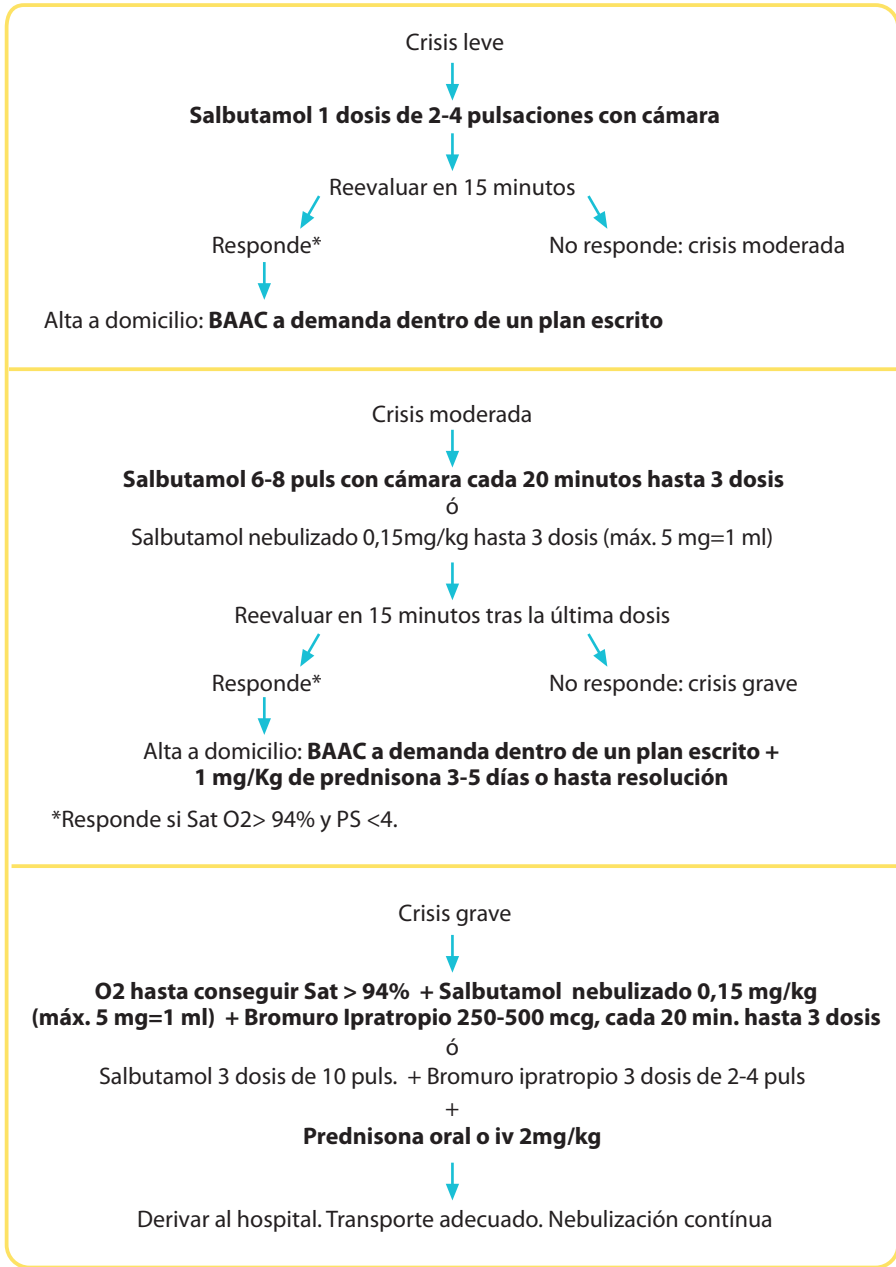 Crisis leve
Salbutamol 1 dosis de 2-4 pulsaciones con cámara
Reevaluar en 15 minutos
Responde*
No responde: crisis moderada
Alta a domicilio: BAAC a demanda dentro de un plan escrito
Crisis moderada
Salbutamol 6-8 puls con cámara cada 20 minutos hasta 3 dosis
ó
Salbutamol nebulizado 0,15mg/kg hasta 3 dosis (máx. 5 mg=1 ml)
Reevaluar en 15 minutos tras la última dosis
Responde*
No responde: crisis grave
Alta a domicilio: BAAC a demanda dentro de un plan escrito +
1 mg/Kg de prednisona 3-5 días o hasta resolución
*Responde si Sat O2> 94% y PS <4.
Crisis grave
O2 hasta conseguir Sat > 94% + Salbutamol nebulizado 0,15 mg/kg
(máx. 5 mg=1 ml) + Bromuro Ipratropio 250-500 mcg, cada 20 min. hasta 3 dosis
ó
Salbutamol 3 dosis de 10 puls. + Bromuro ipratropio 3 dosis de 2-4 puls
+
Prednisona oral o iv 2mg/kg
Derivar al hospital. Transporte adecuado. Nebulización contínua